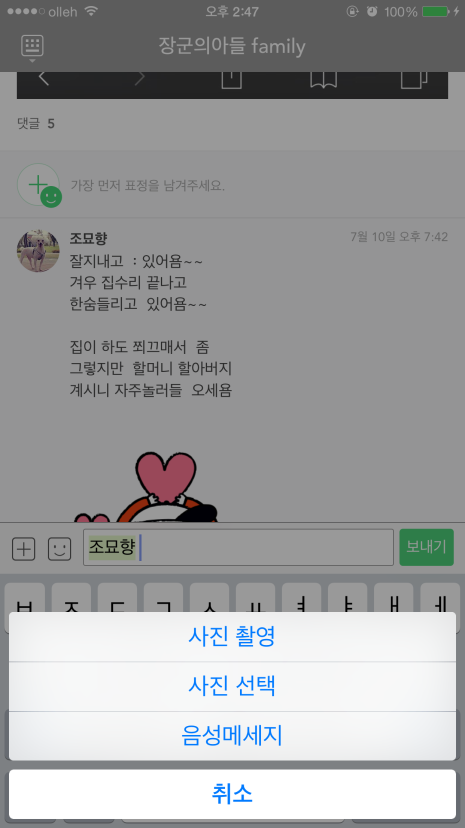 olleh 오후 2:47 100%
장군의아들 family
댓글 5
가장 먼저 표정을 남겨주세요.
조묘향 7월 10일 오후 7:42
잘지내고 : 있어욤~~
겨우 집수리 끝나고
한숨들리고 있어욤~~
집이 하도 쬐끄매서 좀
그렇지만 할머니 할아버지
계시니 자주놀러들 오세욤
조묘향 보내기
ㅂ ㅈ ㄷ ㄱ ㅅ ㅛ ㅕ ㅑ ㅐ ㅔ
사진 촬영
사진 선택
음성메세지
취소